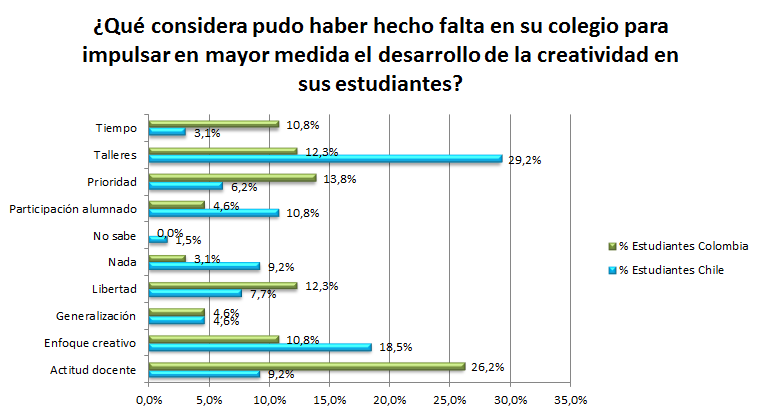 ¿Qué considera pudo haber hecho falta en su colegio para
impulsar en mayor medida el desarrollo de la creatividad en
sus estudiantes?
Tiempo
10,8%
3,1%
Talleres
12,3%
29,2%
Prioridad
13,8%
6,2%
Participación alumnado
4,6%
10,8%
No sabe
0,0%
1,5%
Nada
3,1%
9,2%
Libertad
12,3%
7,7%
Generalización
4,6%
4,6%
Enfoque creativo
10,8%
18,5%
Actitud docente
26,2%
9,2%
0,0% 5,0% 10,0% 15,0% 20,0% 25,0% 30,0% 35,0%
% Estudiantes Colombia
% Estudiantes Chile